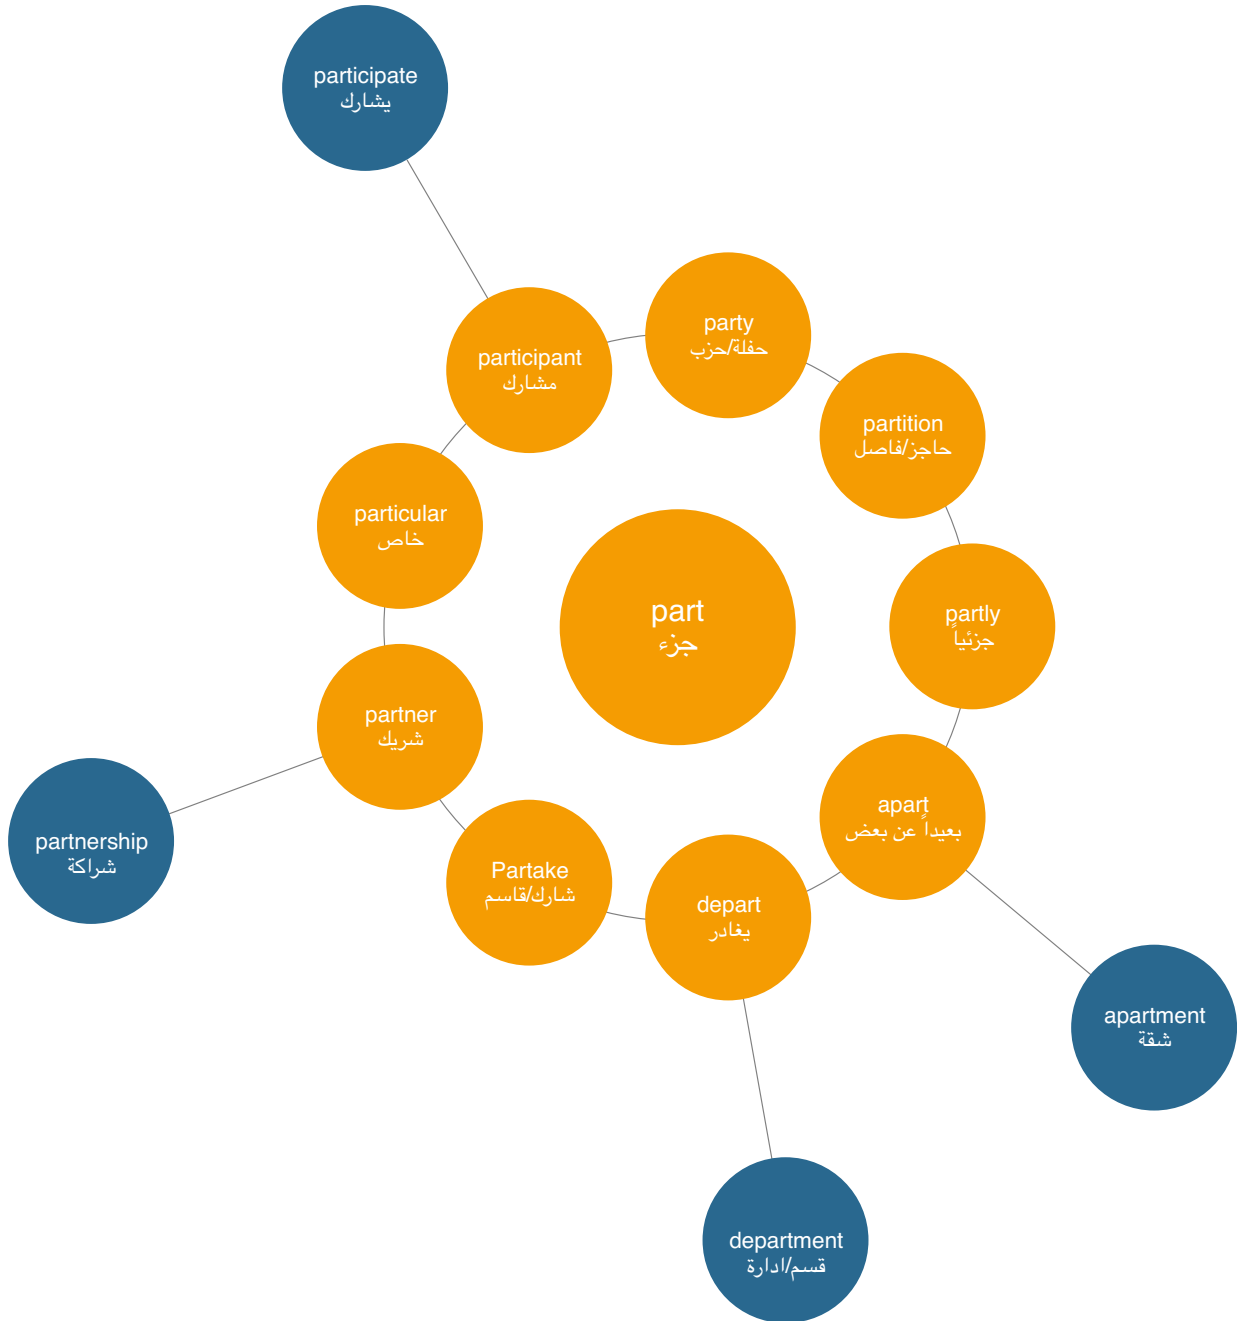 participate
يشارك
party
حفلة/حزب
participant
مشارك
partition
حاجز/فاصل
particular
خاص
part
جزء
partly
جزئياً
partner
شريك
apart
بعيداً عن بعض
partnership
شراكة
Partake
شارك/قاسم
depart
يغادر
apartment
شقة
department
قسم/ادارة